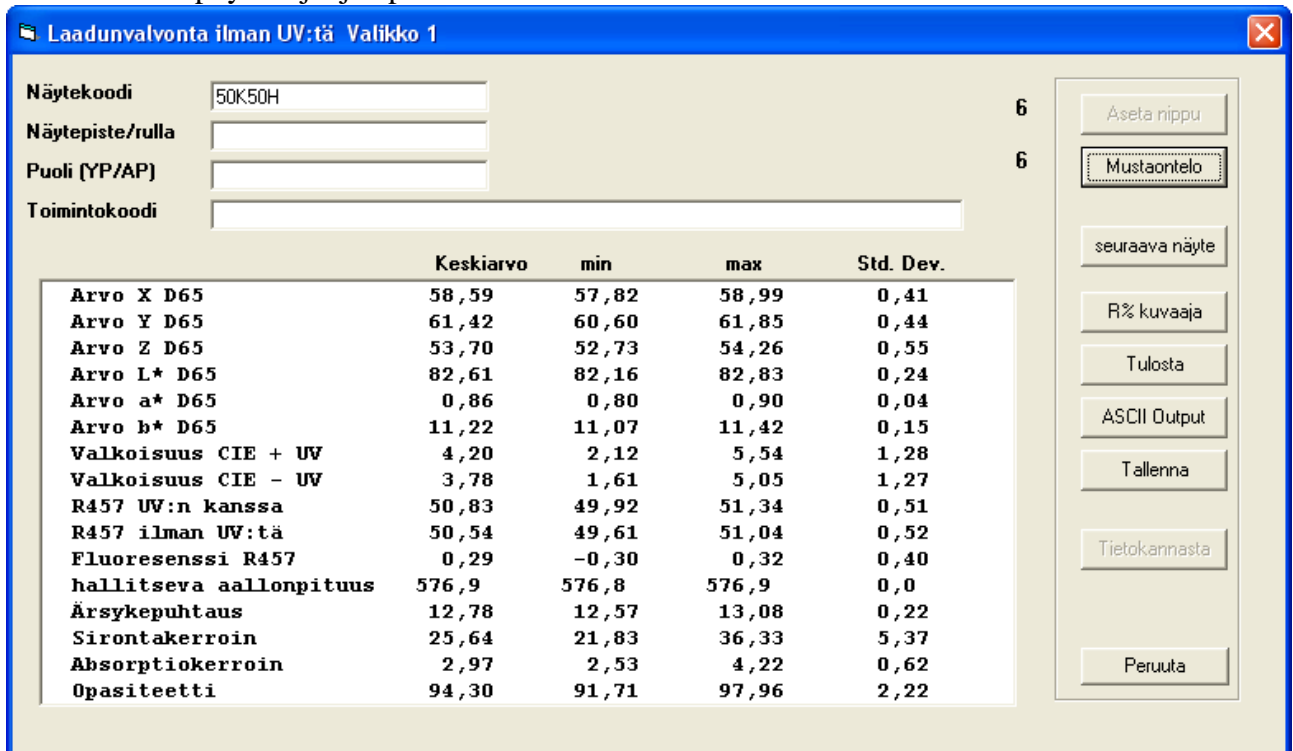 Laadunvalvonta ilman UV:tä Valikko 1
Näytekoodi 50K50H
Näytepiste/rulla
Puoli (YP/AP)
Toimintokoodi
6
6
Aseta nippu
Mustaontelo
seuraava näyte
R% kuvaaja
Tulosta
ASCII Output
Tallenna
Tietokannasta
Peruuta
Keskiarvo min max Std. Dev.
Arvo X D65 58,59 57,82 58,99 0,41
Arvo Y D65 61,42 60,60 61,85 0,44
Arvo Z D65 53,70 52,73 54,26 0,55
Arvo L* D65 82,61 82,16 82,83 0,24
Arvo a* D65 0,86 0,80 0,90 0,04
Arvo b* D65 11,22 11,07 11,42 0,15
Valkoisuus CIE + UV 4,20 2,12 5,54 1,28
Valkoisuus CIE - UV 3,78 1,61 5,05 1,27
R457 UV:n kanssa 50,83 49,92 51,34 0,51
R457 ilman UV:tä 50,54 49,61 51,04 0,52
Fluoresenssi R457 0,29 -0,30 0,32 0,40
hallitseva aallonpituus 576,9 576,8 576,9 0,0
Ärsykepuhtaus 12,78 12,57 13,08 0,22
Sirontakerroin 25,64 21,83 36,33 5,37
Absorptiokerroin 2,97 2,53 4,22 0,62
Opasiteetti 94,30 91,71 97,96 2,22